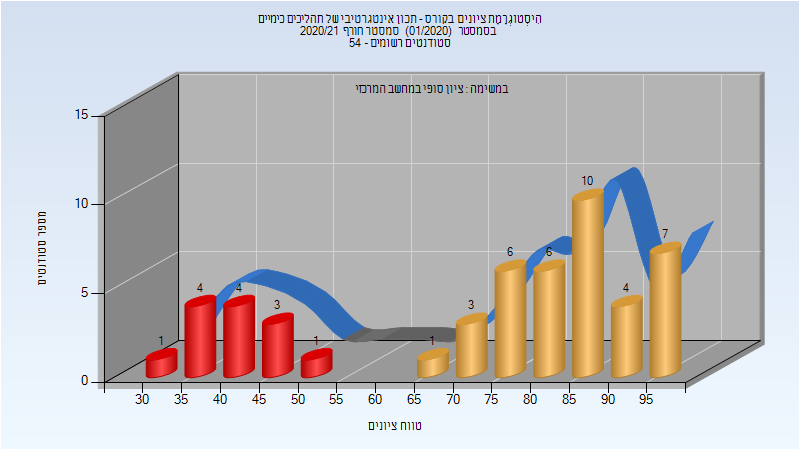 הִיסְטוֹגְרָמַת ציונים בקורס - תכון אינטגרטיבי של תהליכים כימיים
בסמסטר (01/2020) סמסטר חורף 2020/21
סטודנטים רשומים - 54
במשימה : ציון סופי במחשב המרכזי
מספר סטודנטים
15
10
5
0
1
4
4
3
1
1
3
6
6
10
4
7
30 35 40 45 50 55 60 65 70 75 80 85 90 95
טווח ציונים